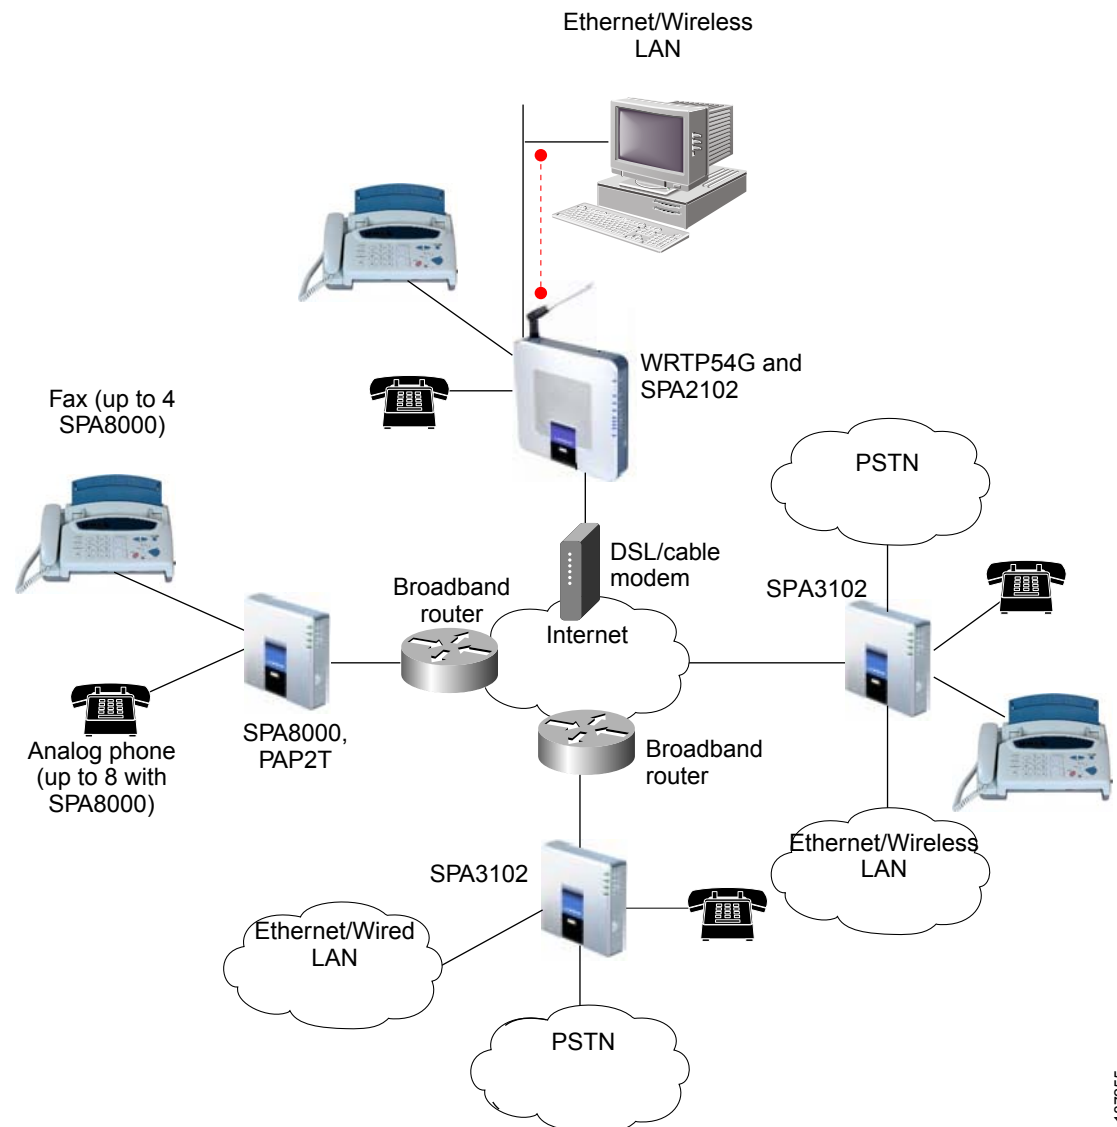 Ethernet/Wireless
LAN
WRTP54G and
SPA2102
Fax (up to 4
SPA8000)
PSTN
DSL/cable
modem
SPA3102
Broadband
router
Internet
SPA8000,
PAP2T
Analog phone
(up to 8 with
SPA8000)
Broadband
router
Ethernet/Wireless
LAN
SPA3102
Ethernet/Wired
LAN
PSTN